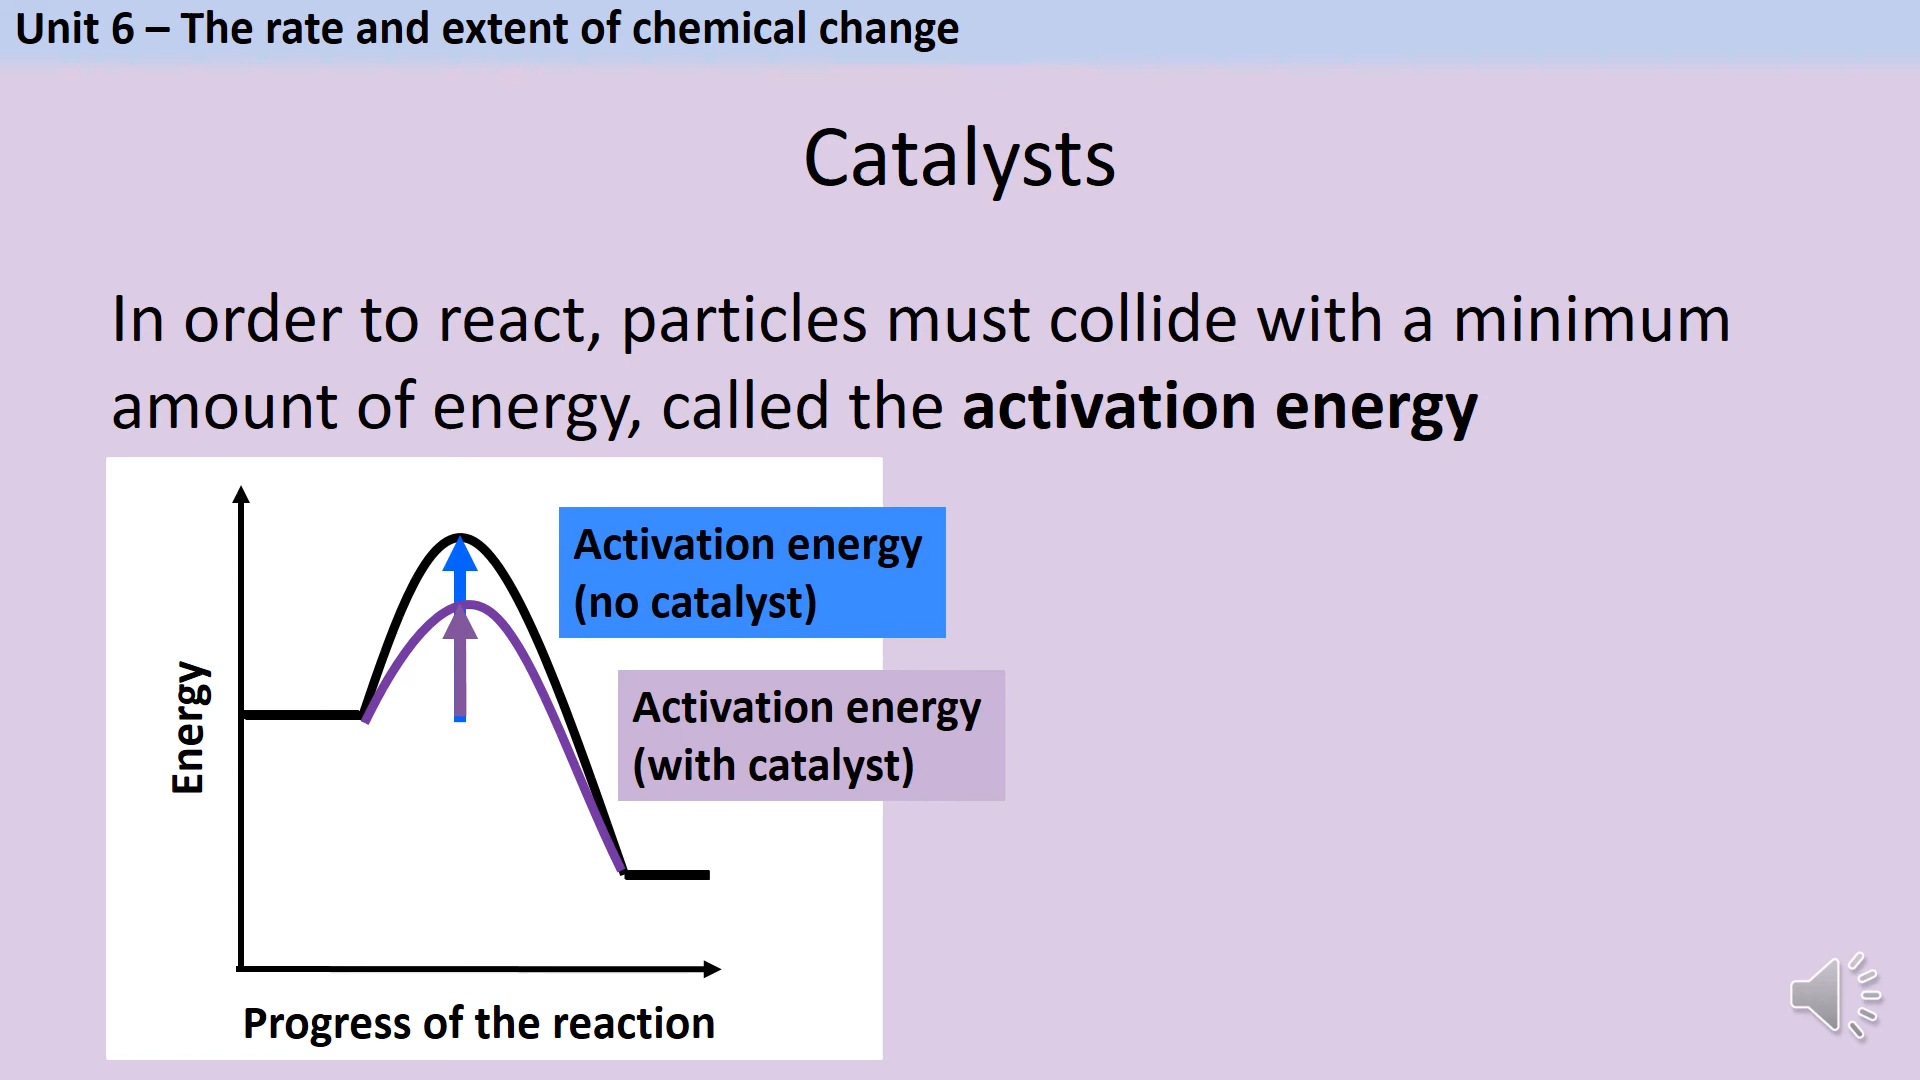 Unit 6 – The rate and extent of chemical change
Catalysts
In order to react, particles must collide with a minimum
amount of energy, called the activation energy
Activation energy
(no catalyst)
Activation energy
(with catalyst)
Energy
Progress of the reaction